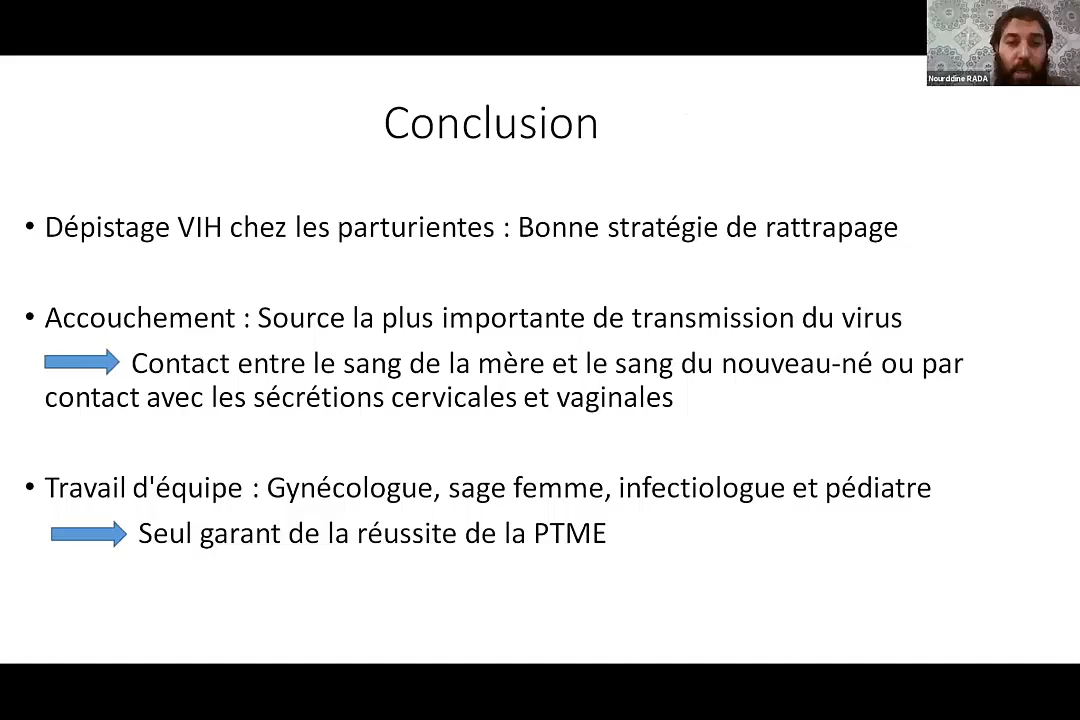 Nourddine RADA
Conclusion
• Dépistage VIH chez les parturientes : Bonne stratégie de rattrapage
• Accouchement : Source la plus importante de transmission du virus
Contact entre le sang de la mère et le sang du nouveau-né ou par
contact avec les sécrétions cervicales et vaginales
• Travail d'équipe : Gynécologue, sage femme, infectiologue et pédiatre
Seul garant de la réussite de la PTME